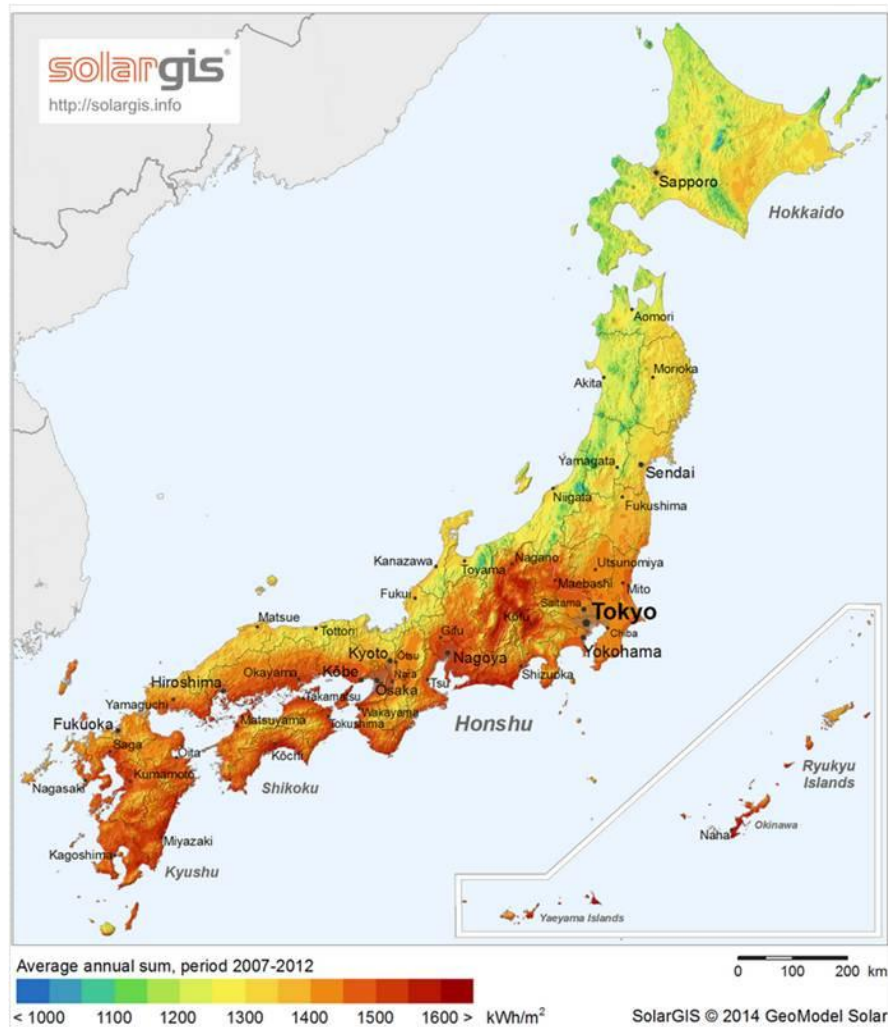 solargis®
http://solargis.info
Sapporo
Hokkaido
Aomori
Akita
Morioka
Yamagata
Sendai
Niigata
Fukushima
Kanazawa
Toyama
Nagano
Utsunomiya
Maebashi
Mito
Fukui
Saitama
Tokyo
Kofu
Chiba
Matsue
Tottori
Gifu
Yokohama
Kyoto
Ōtsu
Nagoya
Shizuoka
Okayama
Kōbe
Nara
Tsu
Hiroshima
Osaka
Takamatsu
Yamaguchi
Wakayama
Honshu
Fukuoka
Matsuyama
Tokushima
Saga
Oita
Kōchi
Kumamoto
Shikoku
Nagasaki
Miyazaki
Kagoshima
Kyushu
Ryukyu
Islands
Okinawa
Naha
Yaeyama Islands
Average annual sum, period 2007-2012
0 100 200 km
< 1000 1100 1200 1300 1400 1500 1600 > kWh/m²
SolarGIS © 2014 GeoModel Solar